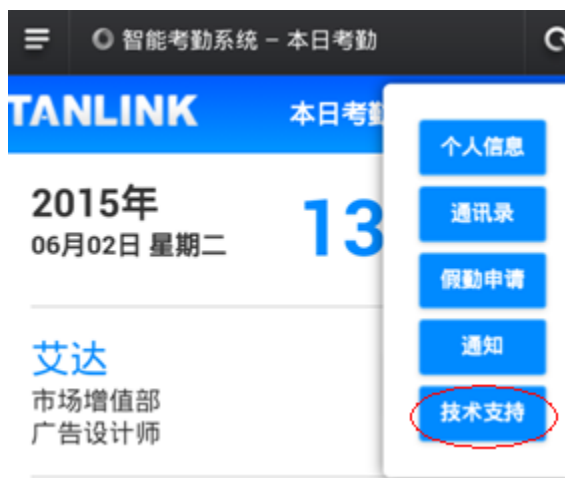 智能考勤系统 – 本日考勤
TANLINK
本日考勤
个人信息
2015年
06月02日 星期二
13
通讯录
假勤申请
通知
艾达
市场增值部
广告设计师
技术支持